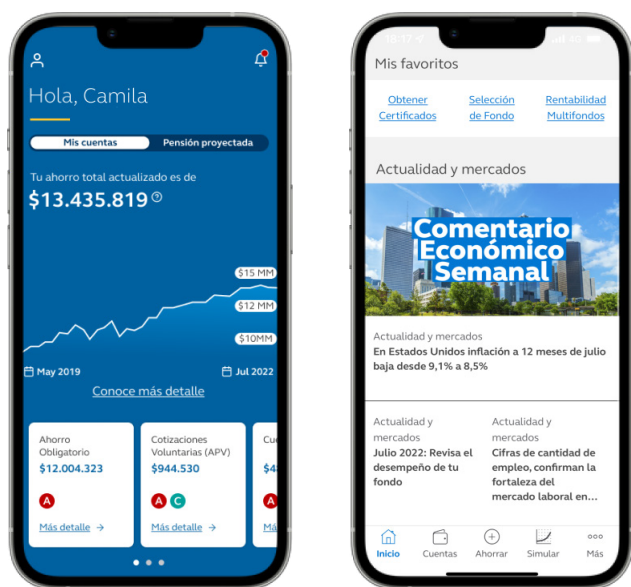 Hola, Camila
Mis cuentas
Pensión proyectada
Tu ahorro total actualizado es de
$13.435.819
?
$15 MM
$12 MM
$10MM
May 2019
Jul 2022
Conoce más detalle
Ahorro
Obligatorio
$12.004.323
A
Más detalle →
Cotizaciones
Voluntarias (APV)
$944.530
A C
Más detalle →
18:17
4G
Mis favoritos
Obtener
Certificados
Selección
de Fondo
Rentabilidad
Multifondos
Actualidad y mercados
Comentario
Económico
Semanal
Actualidad y mercados
En Estados Unidos inflación a 12 meses de julio
baja desde 9,1% a 8,5%
Actualidad y
mercados
Julio 2022: Revisa el
desempeño de tu
fondo
Actualidad y
mercados
Cifras de cantidad de
empleo, confirman la
fortaleza del
mercado laboral en...
Inicio
Cuentas
Ahorrar
Simular
Más